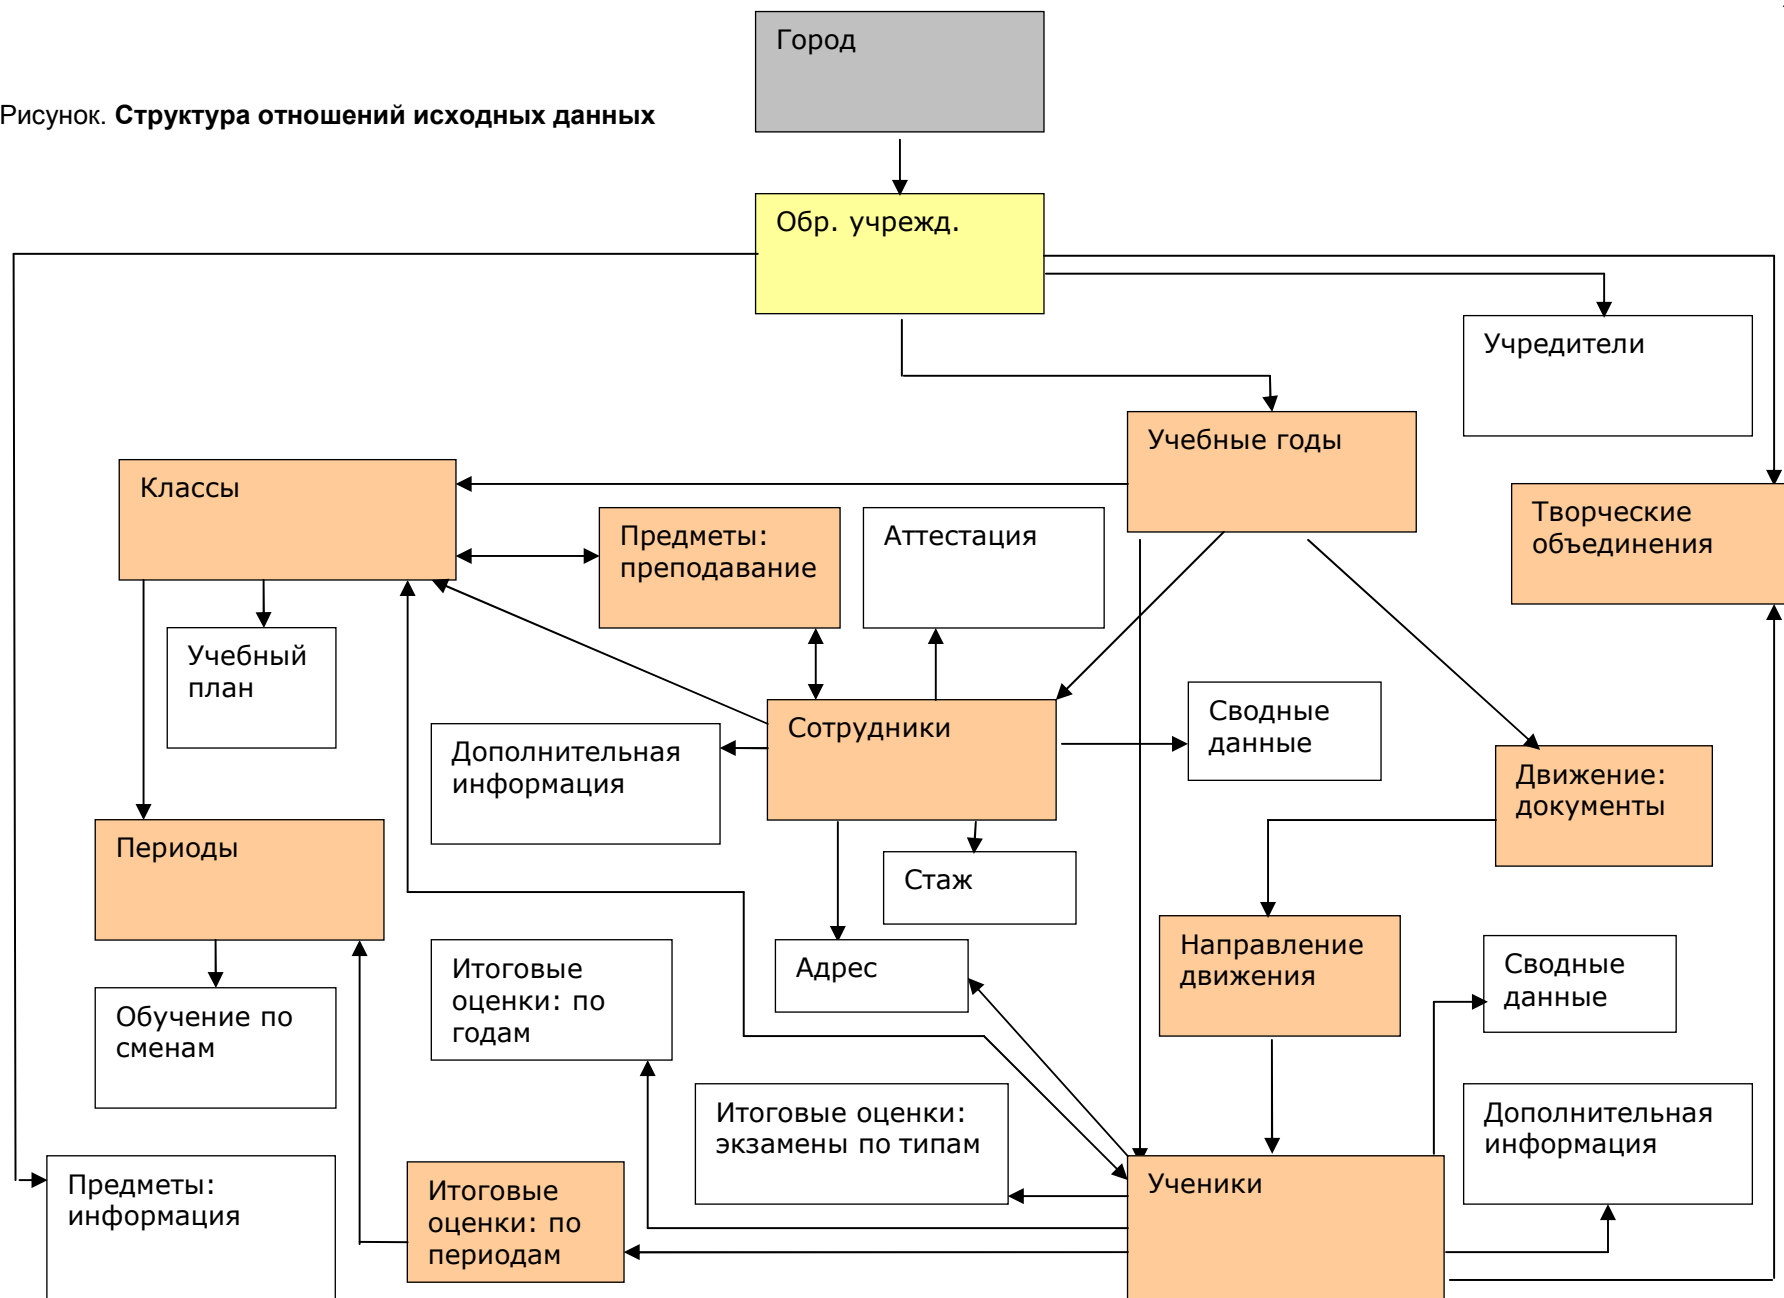 Город
Рисунок. Структура отношений исходных данных
Обр. учрежд.
Учредители
Учебные годы
Классы
Творческие
объединения
Предметы:
преподавание
Аттестация
Учебный
план
Сотрудники
Сводные
данные
Дополнительная
информация
Движение:
документы
Периоды
Стаж
Направление
движения
Итоговые
оценки: по
годам
Адрес
Сводные
данные
Обучение по
сменам
Итоговые оценки:
экзамены по типам
Дополнительная
информация
Предметы:
информация
Итоговые
оценки: по
периодам
Ученики